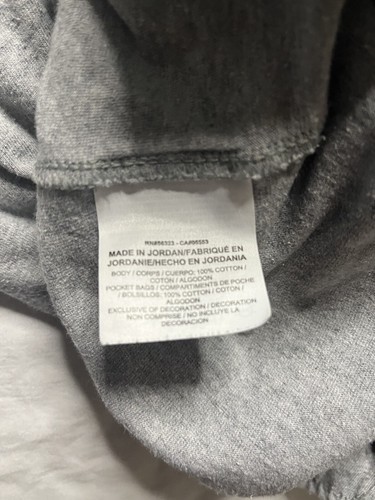 RN#56323 - CA#05553
MADE IN JORDAN/FABRIQUÉ EN
JORDANIE/HECHO EN JORDANIA
BODY / CORPS / CUERPO: 100% COTTON /
COTON / ALGODON
POCKET BAGS / COMPARTIMENTS DE POCHE
/ BOLSILLOS: 100% COTTON / COTON /
ALGODON
EXCLUSIVE OF DECORATION / DECORATION
NON COMPRISE / NO INCLUYE LA
DECORACION